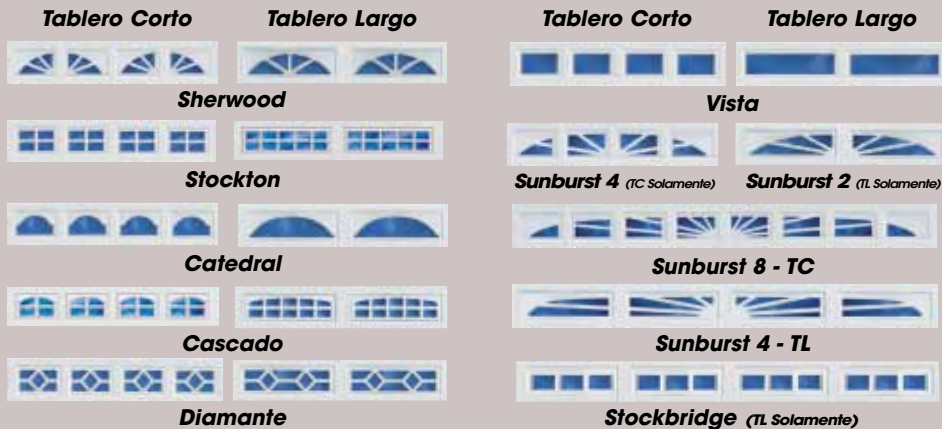 Tablero Corto Tablero Largo
Sherwood
Stockton
Catedral
Cascado
Diamante
Tablero Corto Tablero Largo
Vista
Sunburst 4 (TC Solamente) Sunburst 2 (TL Solamente)
Sunburst 8 - TC
Sunburst 4 - TL
Stockbridge (TL Solamente)